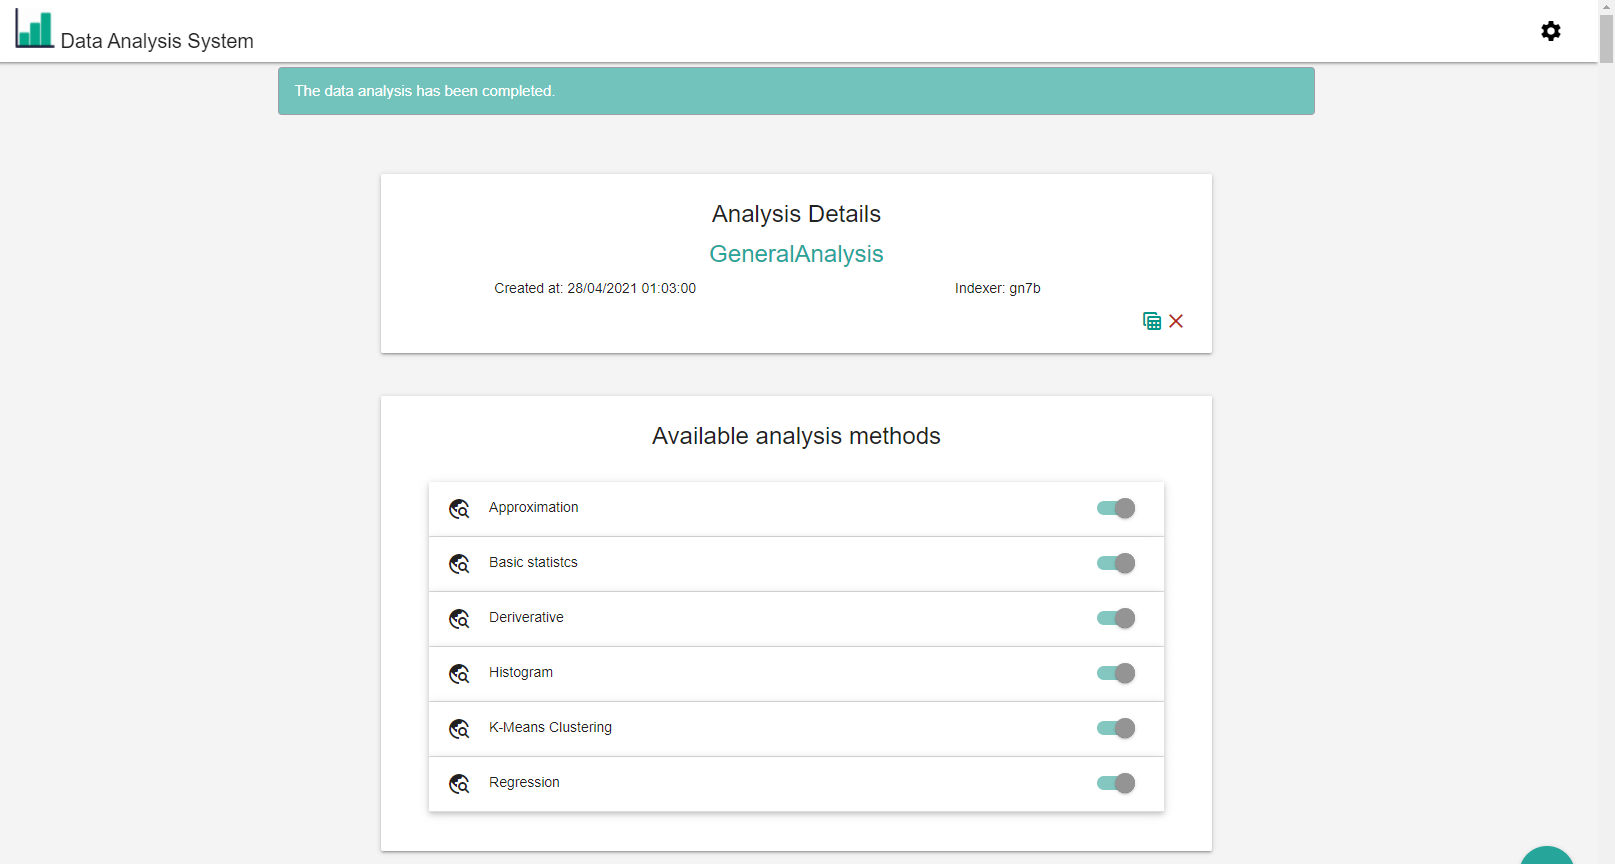 Data Analysis System
The data analysis has been completed.
Analysis Details
GeneralAnalysis
Created at: 28/04/2021 01:03:00
Indexer: gn7b
Available analysis methods
Approximation
Basic statistcs
Deriverative
Histogram
K-Means Clustering
Regression